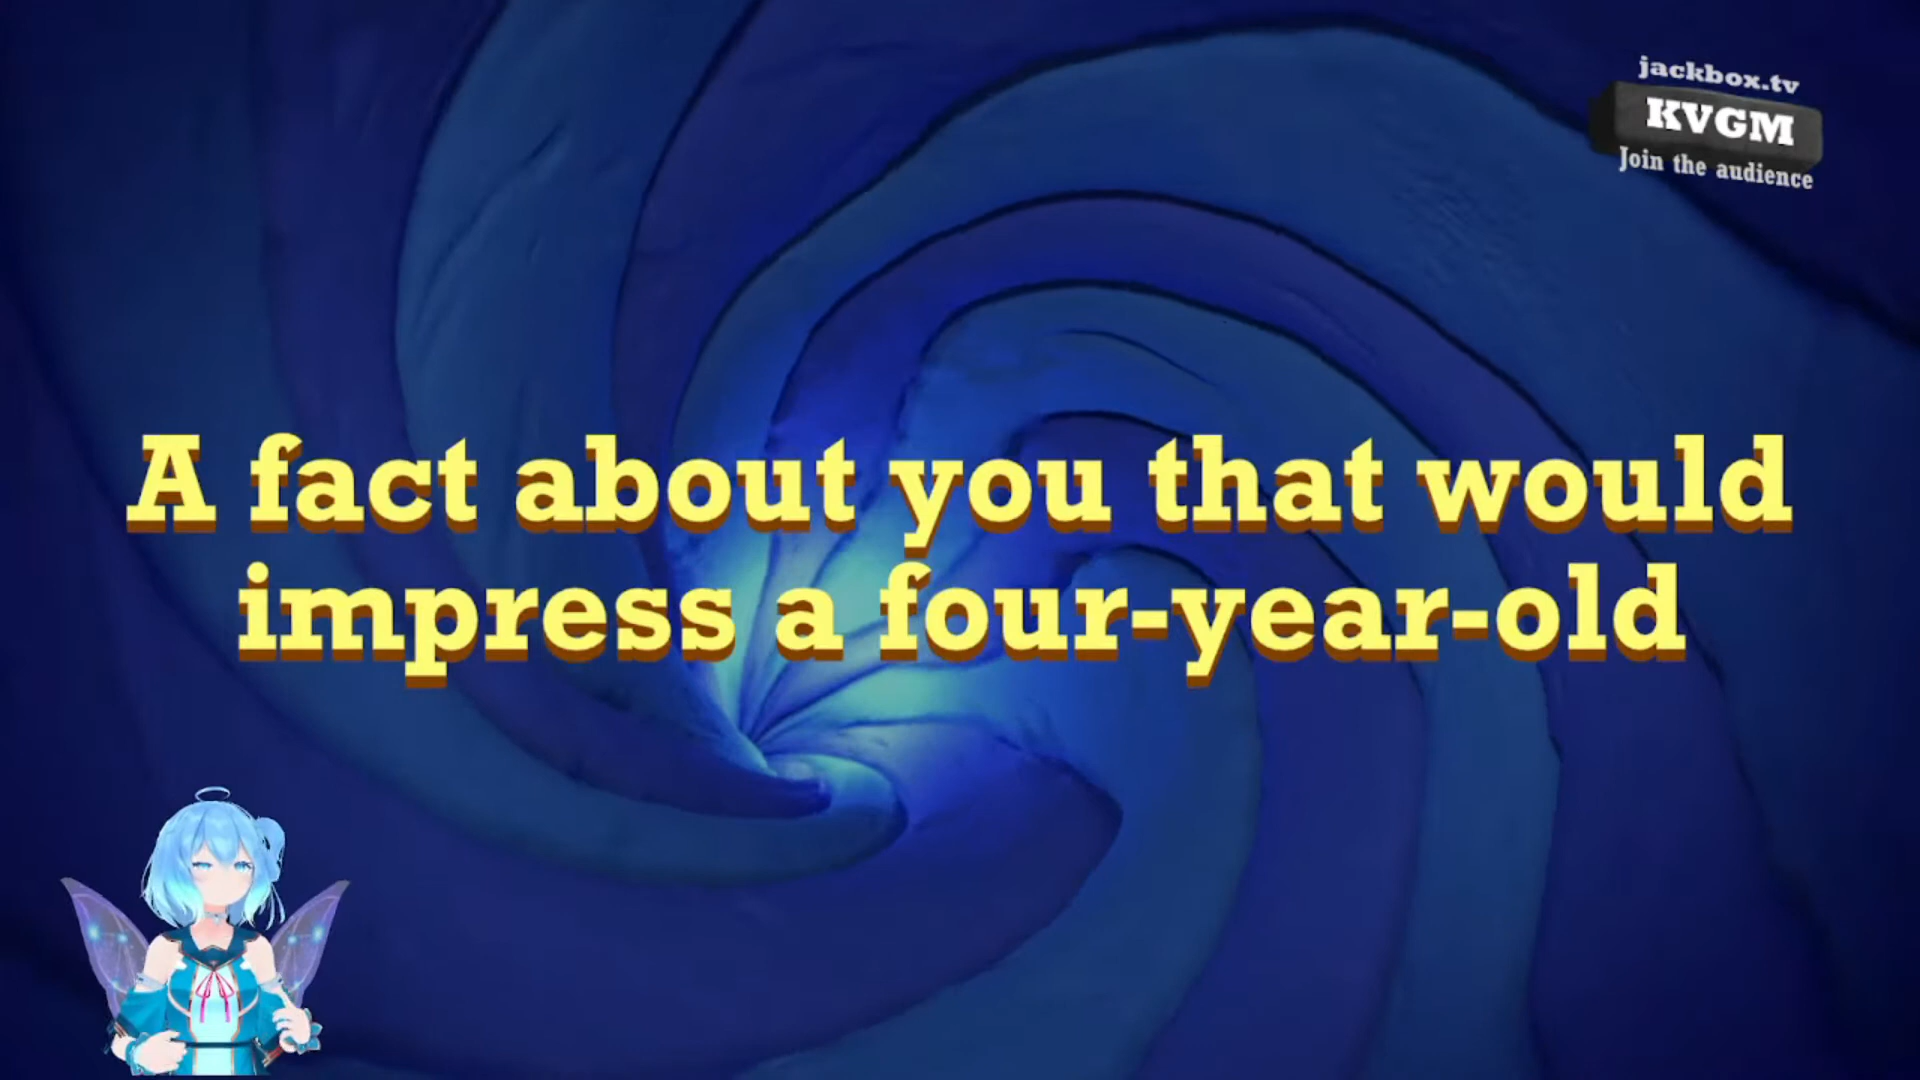 jackbox.tv
KVGM
Join the audience
A fact about you that would
impress a four-year-old